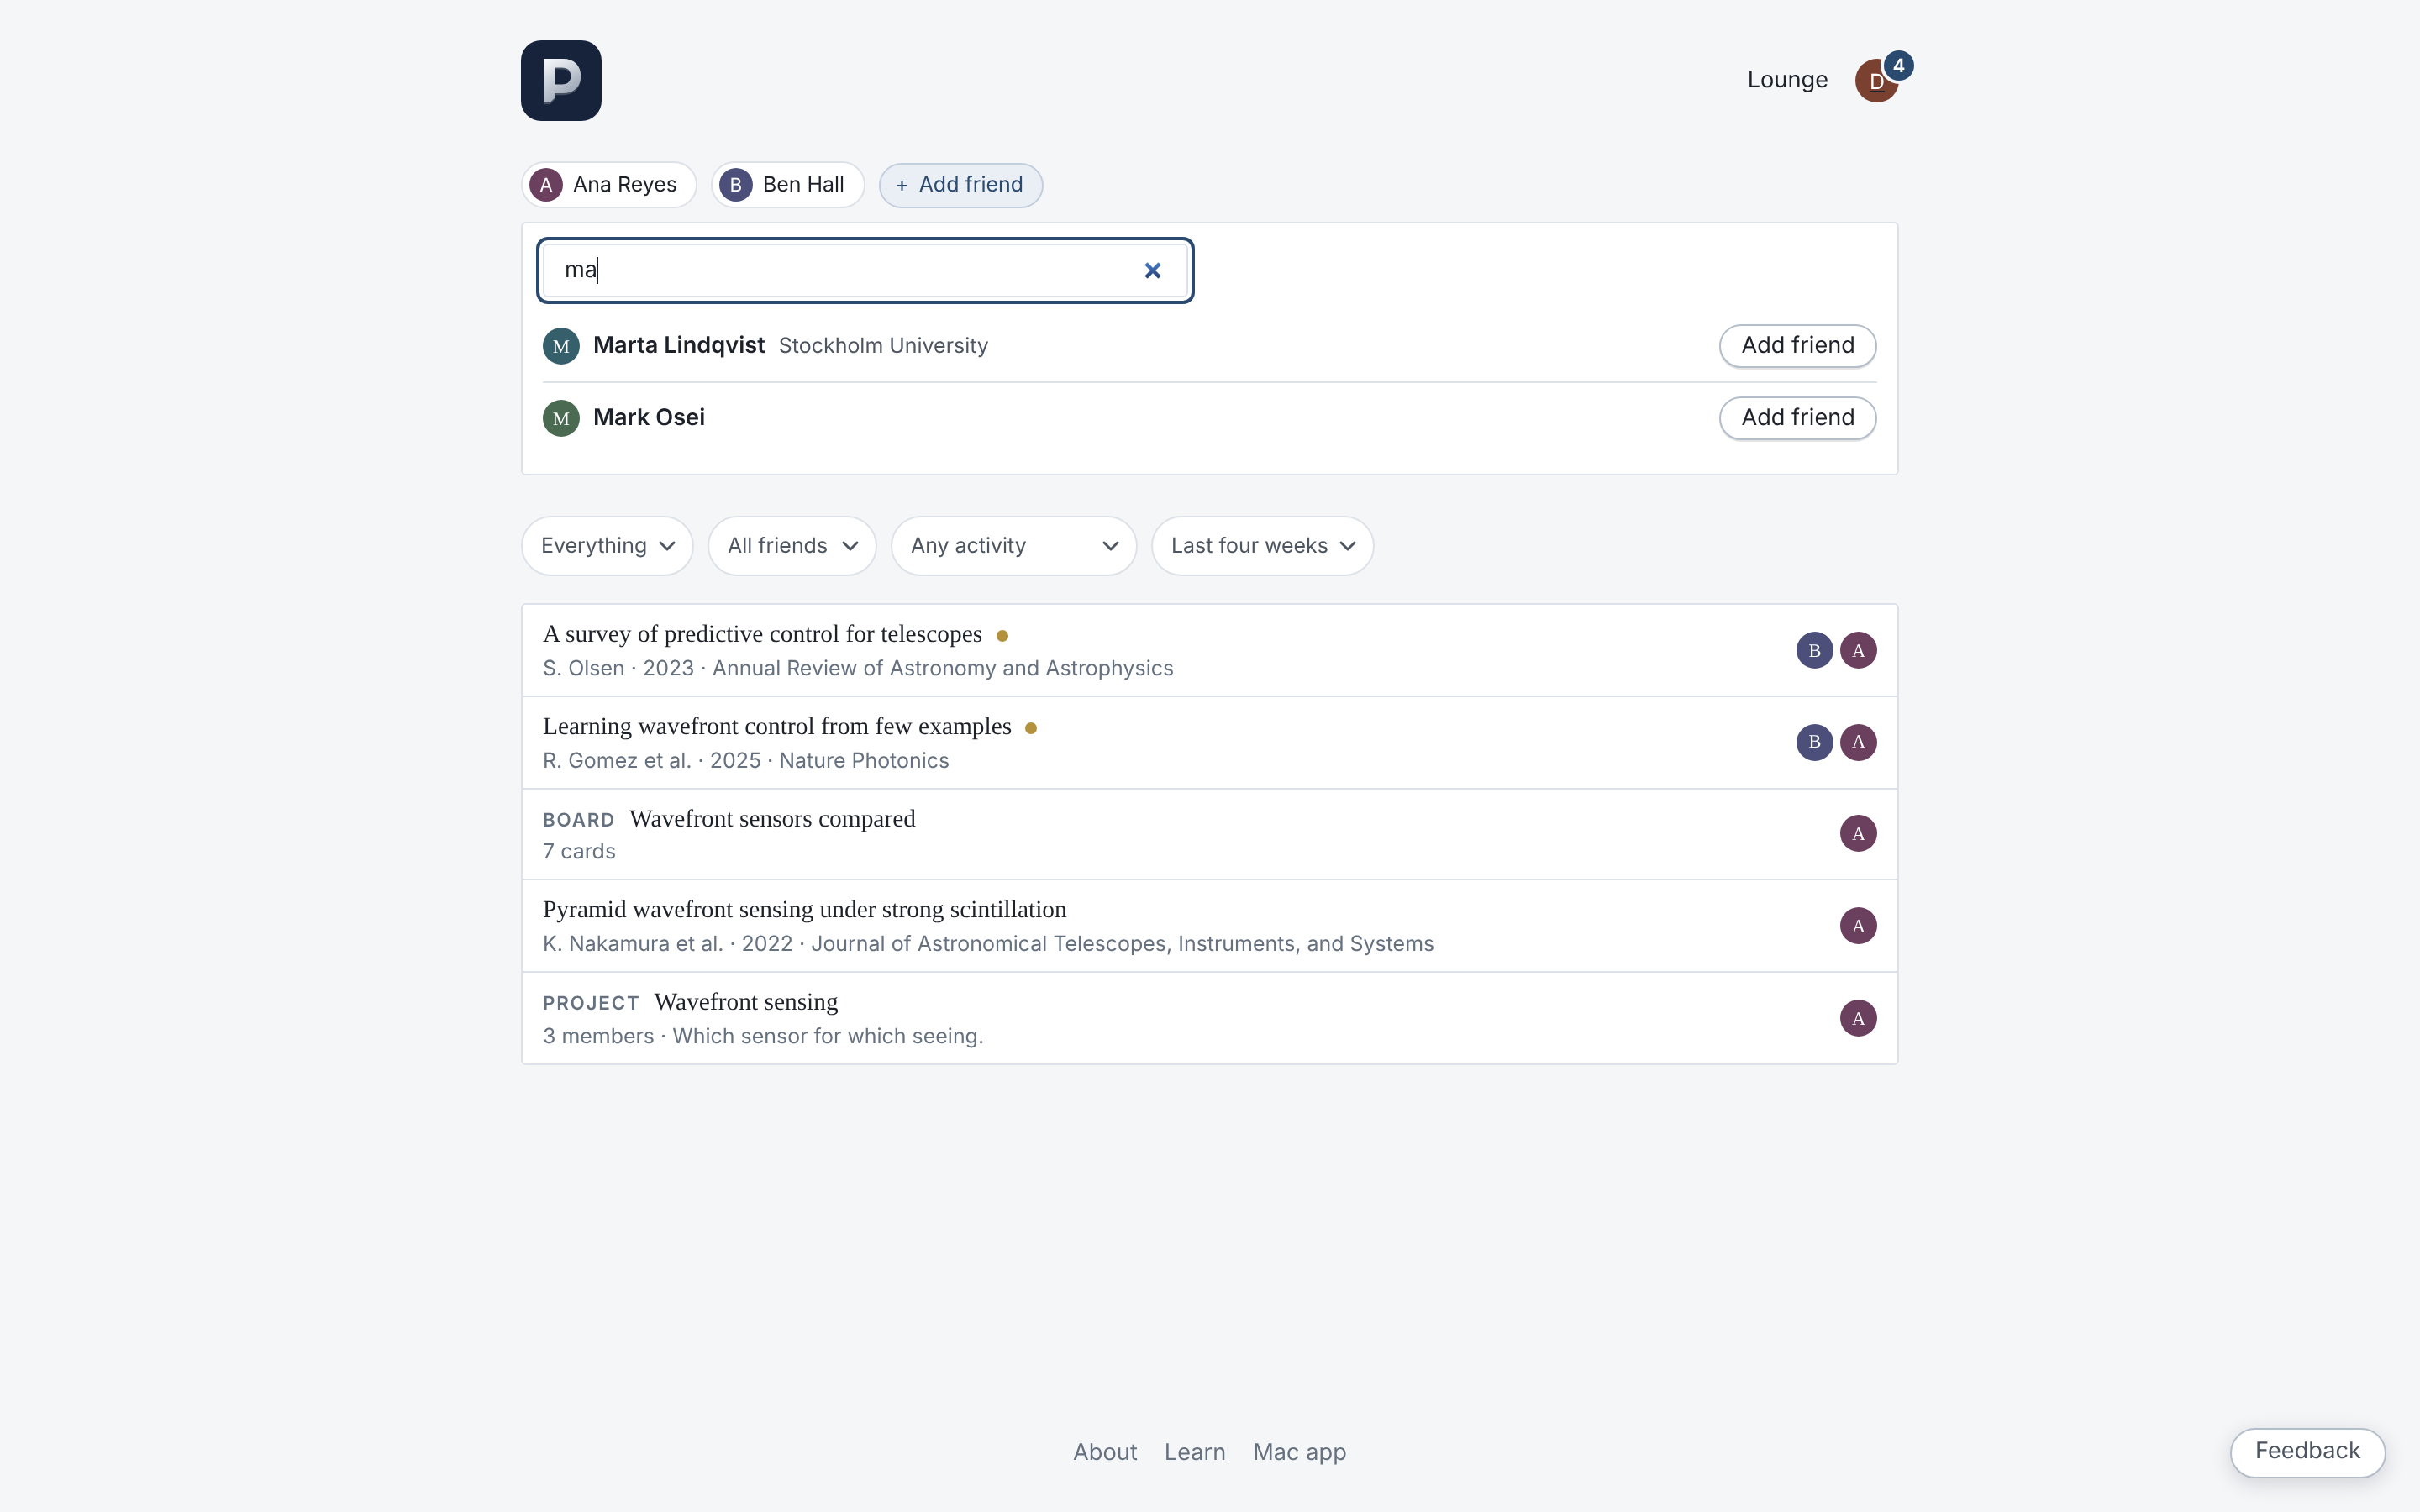 P
Lounge D 4
A Ana Reyes B Ben Hall + Add friend
ma
M Marta Lindqvist Stockholm University Add friend
M Mark Osei Add friend
Everything All friends Any activity Last four weeks
A survey of predictive control for telescopes
S. Olsen · 2023 · Annual Review of Astronomy and Astrophysics
B A
Learning wavefront control from few examples
R. Gomez et al. · 2025 · Nature Photonics
B A
BOARD Wavefront sensors compared
7 cards
A
Pyramid wavefront sensing under strong scintillation
K. Nakamura et al. · 2022 · Journal of Astronomical Telescopes, Instruments, and Systems
A
PROJECT Wavefront sensing
3 members · Which sensor for which seeing.
A
About Learn Mac app
Feedback